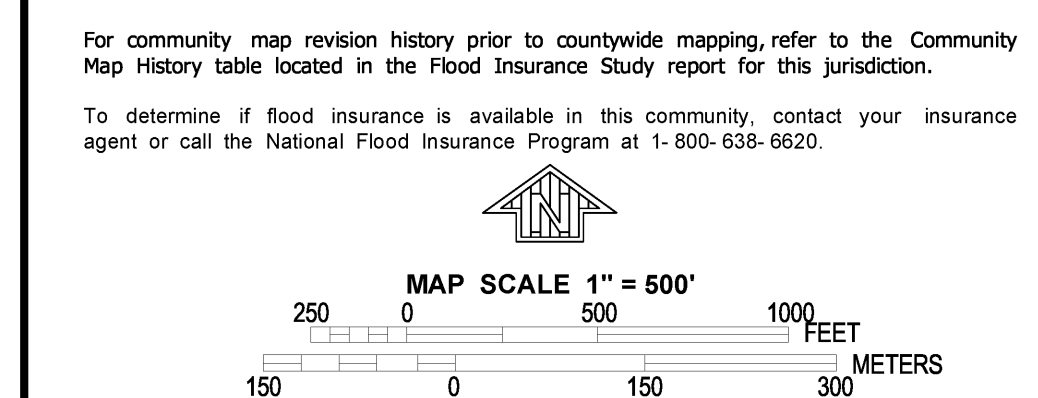 For community map revision history prior to countywide mapping, refer to the Community
Map History table located in the Flood Insurance Study report for this jurisdiction.
To determine if flood insurance is available in this community, contact your insurance
agent or call the National Flood Insurance Program at 1- 800- 638- 6620.
N
MAP SCALE 1" = 500'
250 0 500 1000
FEET
METERS
150 0 150 300